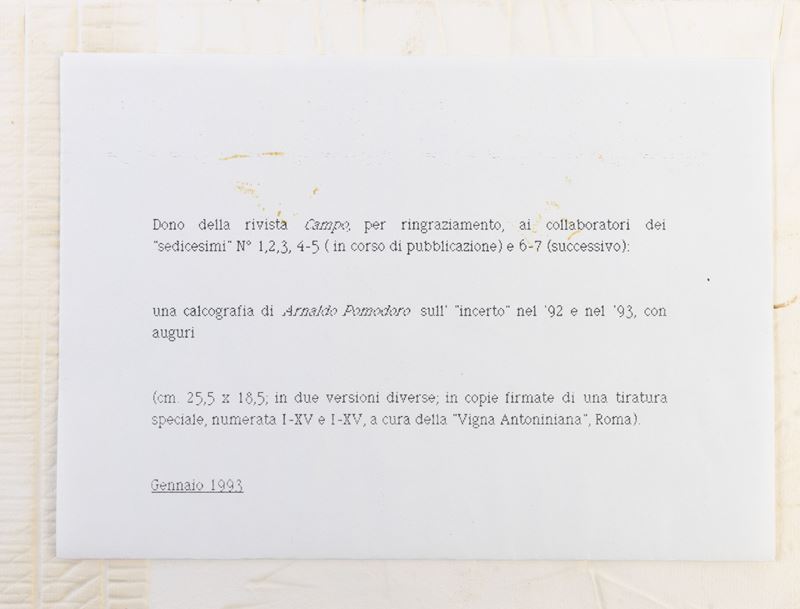 Dono della rivista Campo, per ringraziamento, ai collaboratori dei
"sedicesimi" N° 1,2,3, 4-5 ( in corso di pubblicazione) e 6-7 (successivo):
una calcografia di Arnaldo Pomodoro sull' "incerto" nel '92 e nel '93, con
auguri
(cm. 25,5 x 18,5; in due versioni diverse; in copie firmate di una tiratura
speciale, numerata I-XV e I-XV, a cura della "Vigna Antoniniana", Roma).
Gennaio 1993